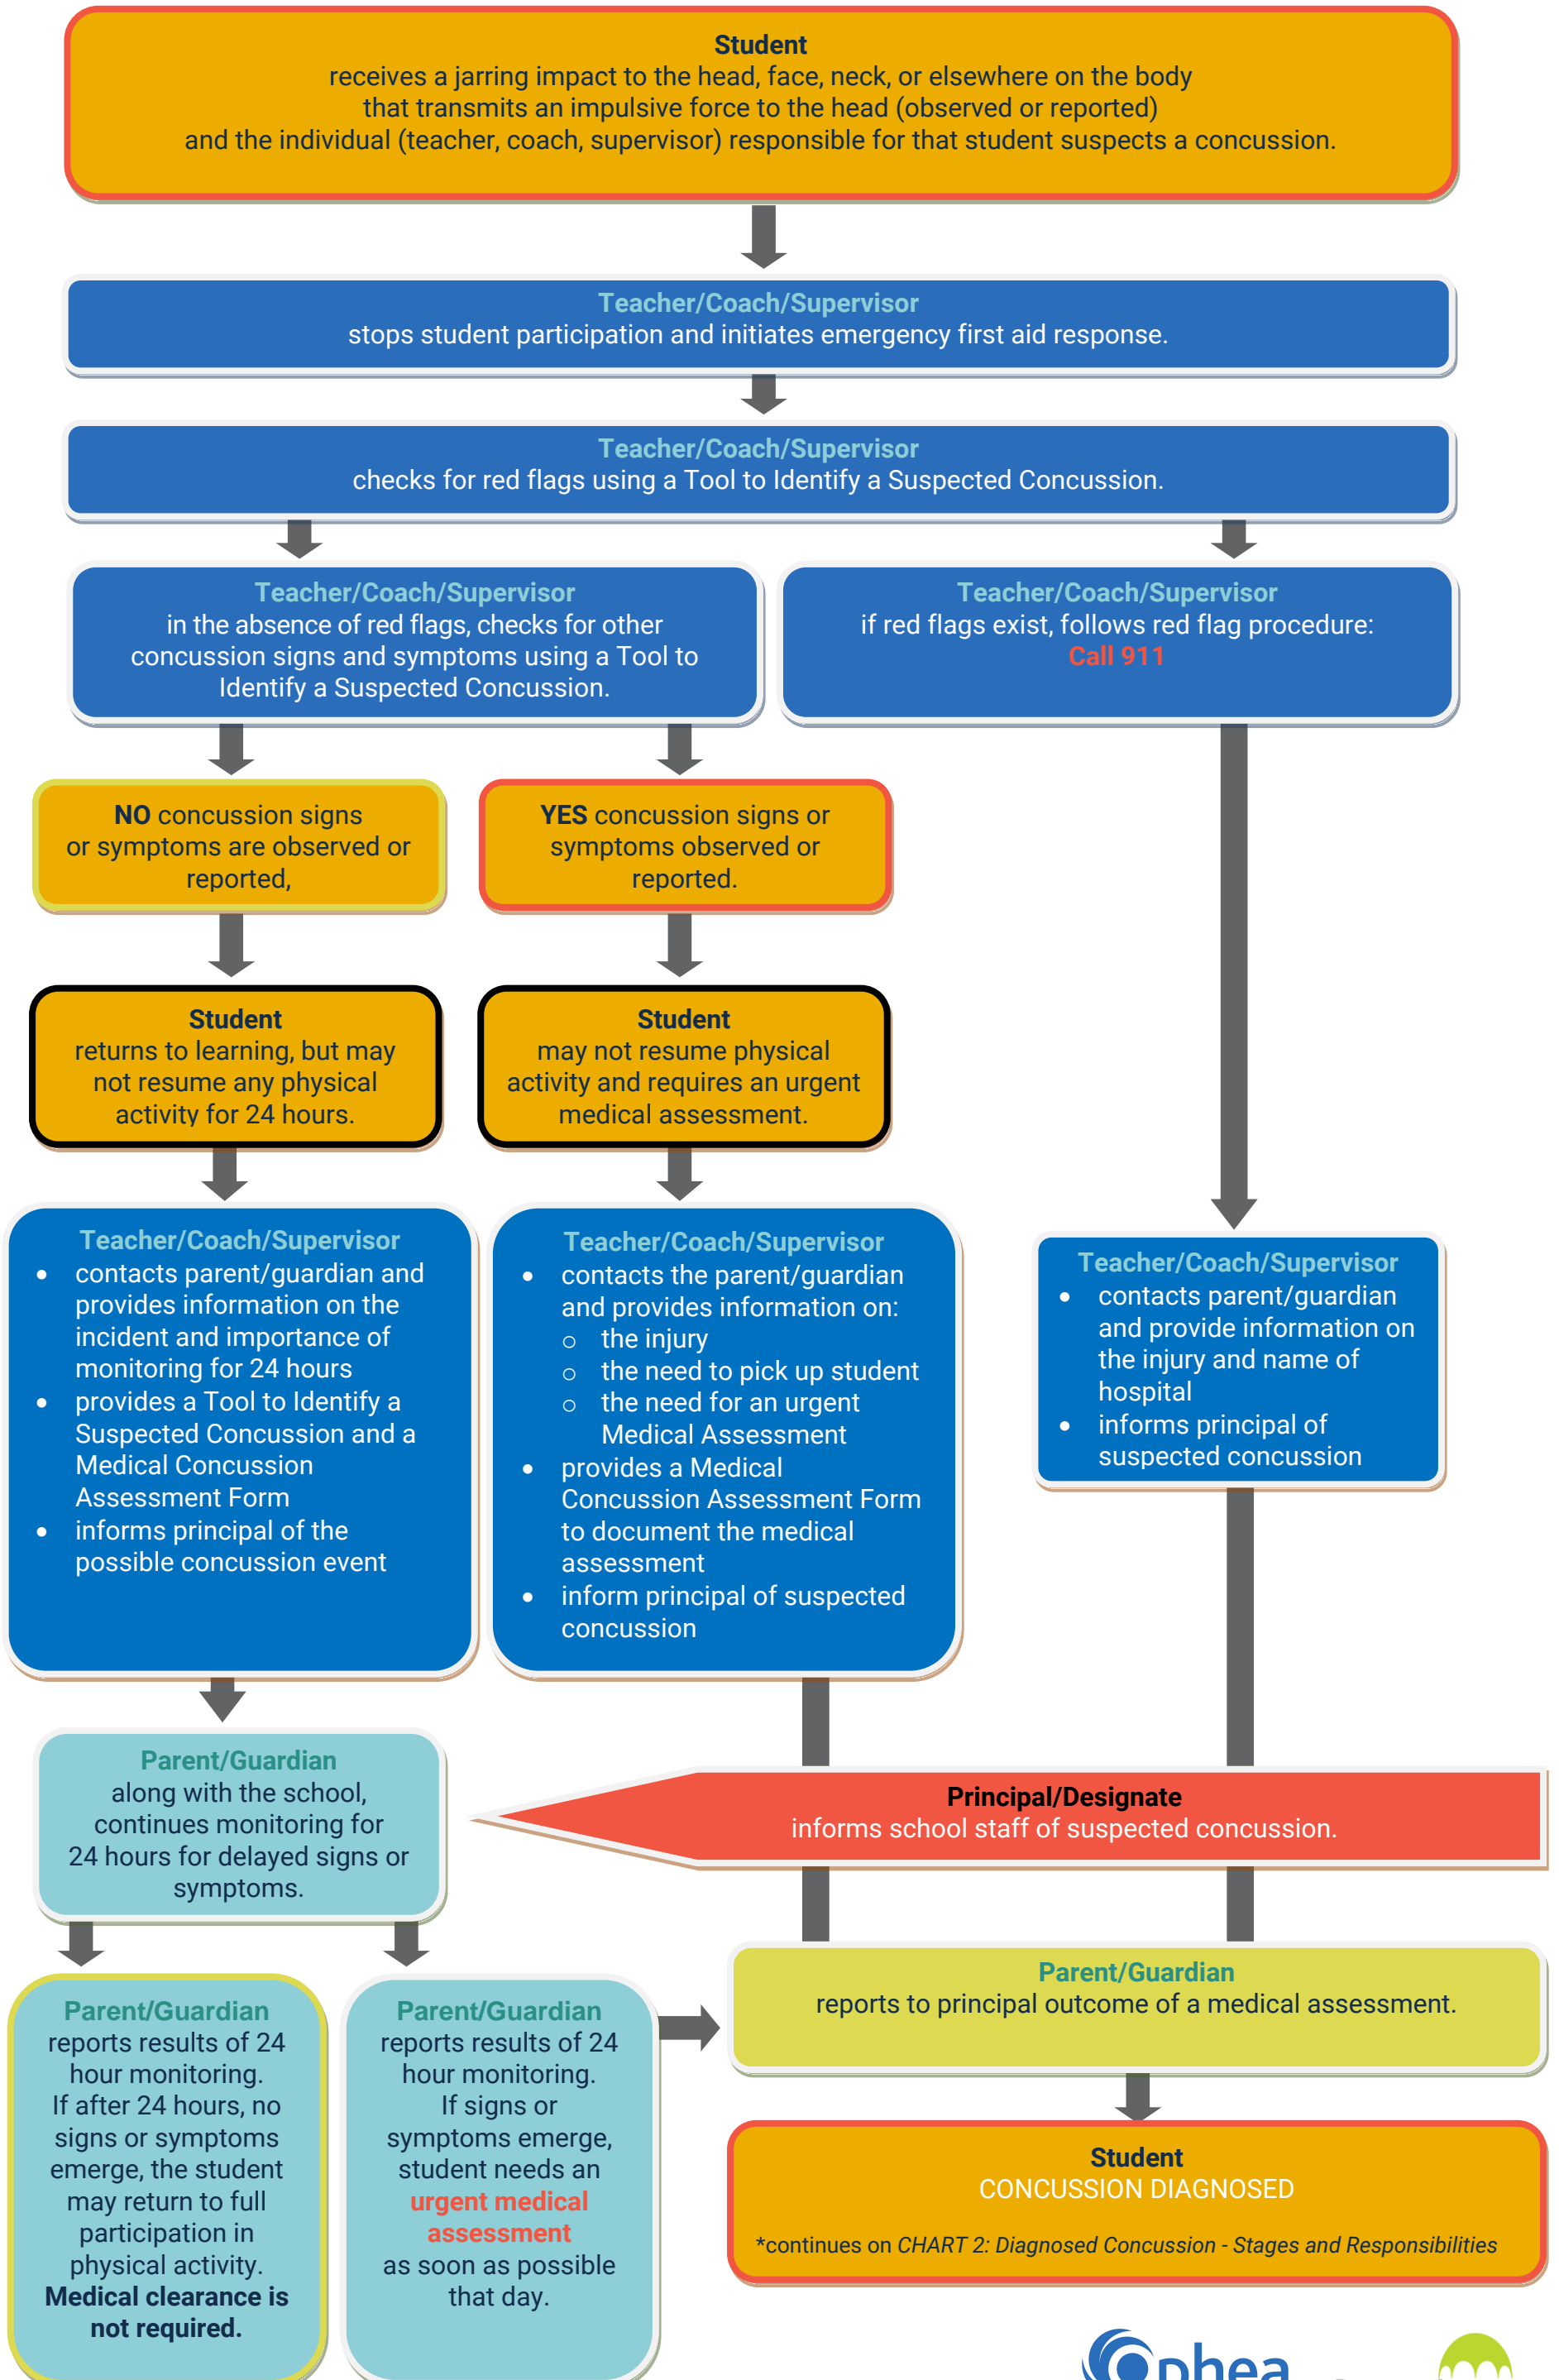 Student
receives a jarring impact to the head, face, neck, or elsewhere on the body
that transmits an impulsive force to the head (observed or reported)
and the individual (teacher, coach, supervisor) responsible for that student suspects a concussion.
Teacher/Coach/Supervisor
stops student participation and initiates emergency first aid response.
Teacher/Coach/Supervisor
checks for red flags using a Tool to Identify a Suspected Concussion.
Teacher/Coach/Supervisor
in the absence of red flags, checks for other
concussion signs and symptoms using a Tool to
Identify a Suspected Concussion.
Teacher/Coach/Supervisor
if red flags exist, follows red flag procedure:
Call 911
NO concussion signs
or symptoms are observed or
reported,
YES concussion signs or
symptoms observed or
reported.
Student
returns to learning, but may
not resume any physical
activity for 24 hours.
Student
may not resume physical
activity and requires an urgent
medical assessment.
Teacher/Coach/Supervisor
• contacts parent/guardian and
provides information on the
incident and importance of
monitoring for 24 hours
• provides a Tool to Identify a
Suspected Concussion and a
Medical Concussion
Assessment Form
• informs principal of the
possible concussion event
Teacher/Coach/Supervisor
• contacts the parent/guardian
and provides information on:
o the injury
o the need to pick up student
o the need for an urgent
Medical Assessment
• provides a Medical
Concussion Assessment Form
to document the medical
assessment
• inform principal of suspected
concussion
Teacher/Coach/Supervisor
• contacts parent/guardian
and provide information on
the injury and name of
hospital
• informs principal of
suspected concussion
Parent/Guardian
along with the school,
continues monitoring for
24 hours for delayed signs or
symptoms.
Principal/Designate
informs school staff of suspected concussion.
Parent/Guardian
reports results of 24
hour monitoring.
If after 24 hours, no
signs or symptoms
emerge, the student
may return to full
participation in
physical activity.
Medical clearance is
not required.
Parent/Guardian
reports results of 24
hour monitoring.
If signs or
symptoms emerge,
student needs an
urgent medical
assessment
as soon as possible
that day.
Parent/Guardian
reports to principal outcome of a medical assessment.
Student
CONCUSSION DIAGNOSED
*continues on CHART 2: Diagnosed Concussion - Stages and Responsibilities
Ophea